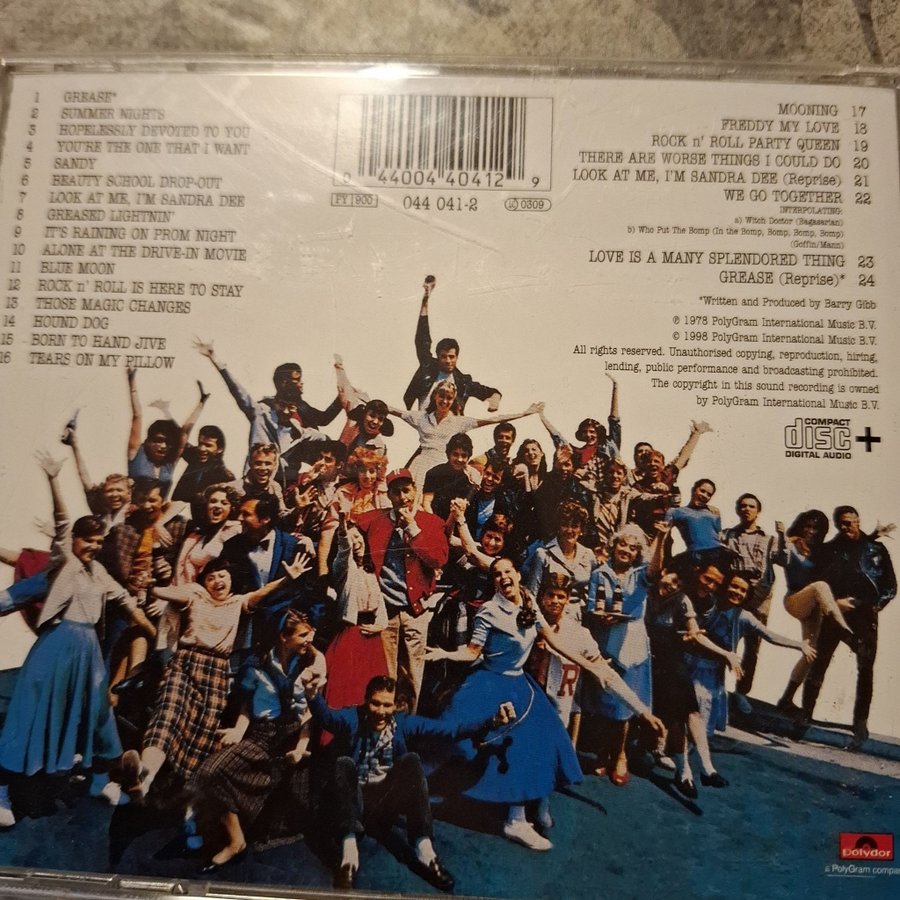 1 GREASE*
2 SUMMER NIGHTS
3 HOPELESSLY DEVOTED TO YOU
4 YOU'RE THE ONE THAT I WANT
5 SANDY
6 BEAUTY SCHOOL DROP-OUT
7 LOOK AT ME, I'M SANDRA DEE
8 GREASED LIGHTNIN'
9 IT'S RAINING ON PROM NIGHT
10 ALONE AT THE DRIVE-IN MOVIE
11 BLUE MOON
12 ROCK n' ROLL IS HERE TO STAY
13 THOSE MAGIC CHANGES
14 HOUND DOG
15 BORN TO HAND JIVE
16 TEARS ON MY PILLOW
0 44004 40412 9
PY 900
044 041-2
0309
MOONING 17
FREDDY MY LOVE 18
ROCK n' ROLL PARTY QUEEN 19
THERE ARE WORSE THINGS I COULD DO 20
LOOK AT ME, I'M SANDRA DEE (Reprise) 21
WE GO TOGETHER 22
INTERPOLATING:
a) Witch Doctor (Bagasarian)
b) Who Put The Bomp (In the Bomp, Bomp, Bomp, Bomp)
(Goffin/Mann)
LOVE IS A MANY SPLENDORED THING 23
GREASE (Reprise)* 24
*Written and Produced by Barry Gibb
℗ 1978 PolyGram International Music B.V.
© 1998 PolyGram International Music B.V.
All rights reserved. Unauthorised copying, reproduction, hiring,
lending, public performance and broadcasting prohibited.
The copyright in this sound recording is owned
by PolyGram International Music B.V.
COMPACT
disc+
DIGITAL AUDIO
R
polydor
a PolyGram compa